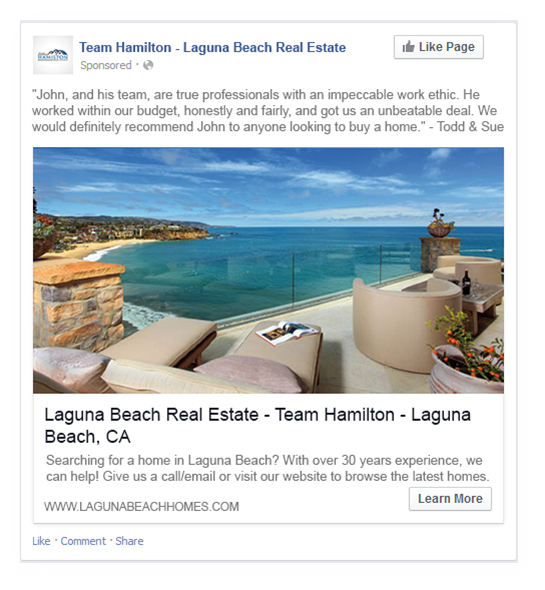 HAMILTON
Team Hamilton - Laguna Beach Real Estate
Like Page
Sponsored ·
"John, and his team, are true professionals with an impeccable work ethic. He
worked within our budget, honestly and fairly, and got us an unbeatable deal. We
would definitely recommend John to anyone looking to buy a home." - Todd & Sue
Laguna Beach Real Estate - Team Hamilton - Laguna
Beach, CA
Searching for a home in Laguna Beach? With over 30 years experience, we
can help! Give us a call/email or visit our website to browse the latest homes.
WWW.LAGUNABEACHHOMES.COM
Learn More
Like · Comment · Share